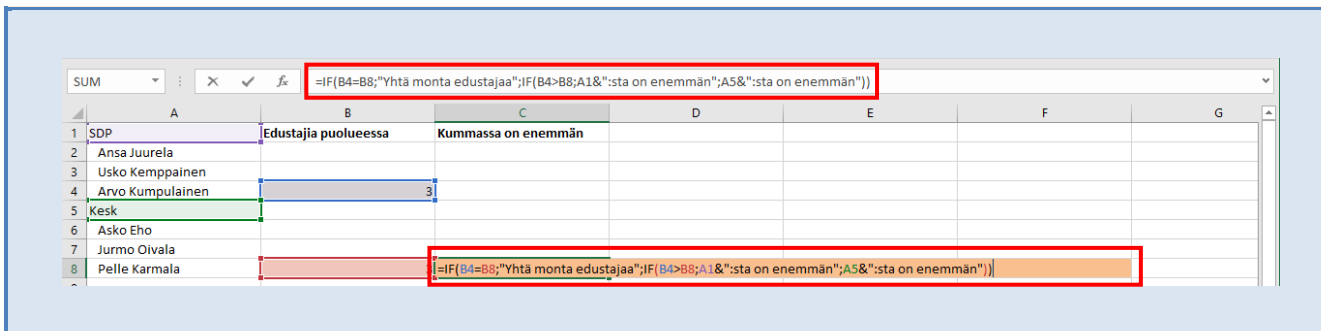 SUM fx =IF(B4=B8;"Yhtä monta edustajaa";IF(B4>B8;A1&":sta on enemmän";A5&":sta on enemmän"))
A B C D E F G
1 SDP Edustajia puolueessa Kummassa on enemmän
2 Ansa Juurela
3 Usko Kemppainen
4 Arvo Kumpulainen 3
5 Kesk
6 Asko Eho
7 Jurmo Oivala
8 Pelle Karmala =IF(B4=B8;"Yhtä monta edustajaa";IF(B4>B8;A1&":sta on enemmän";A5&":sta on enemmän"))